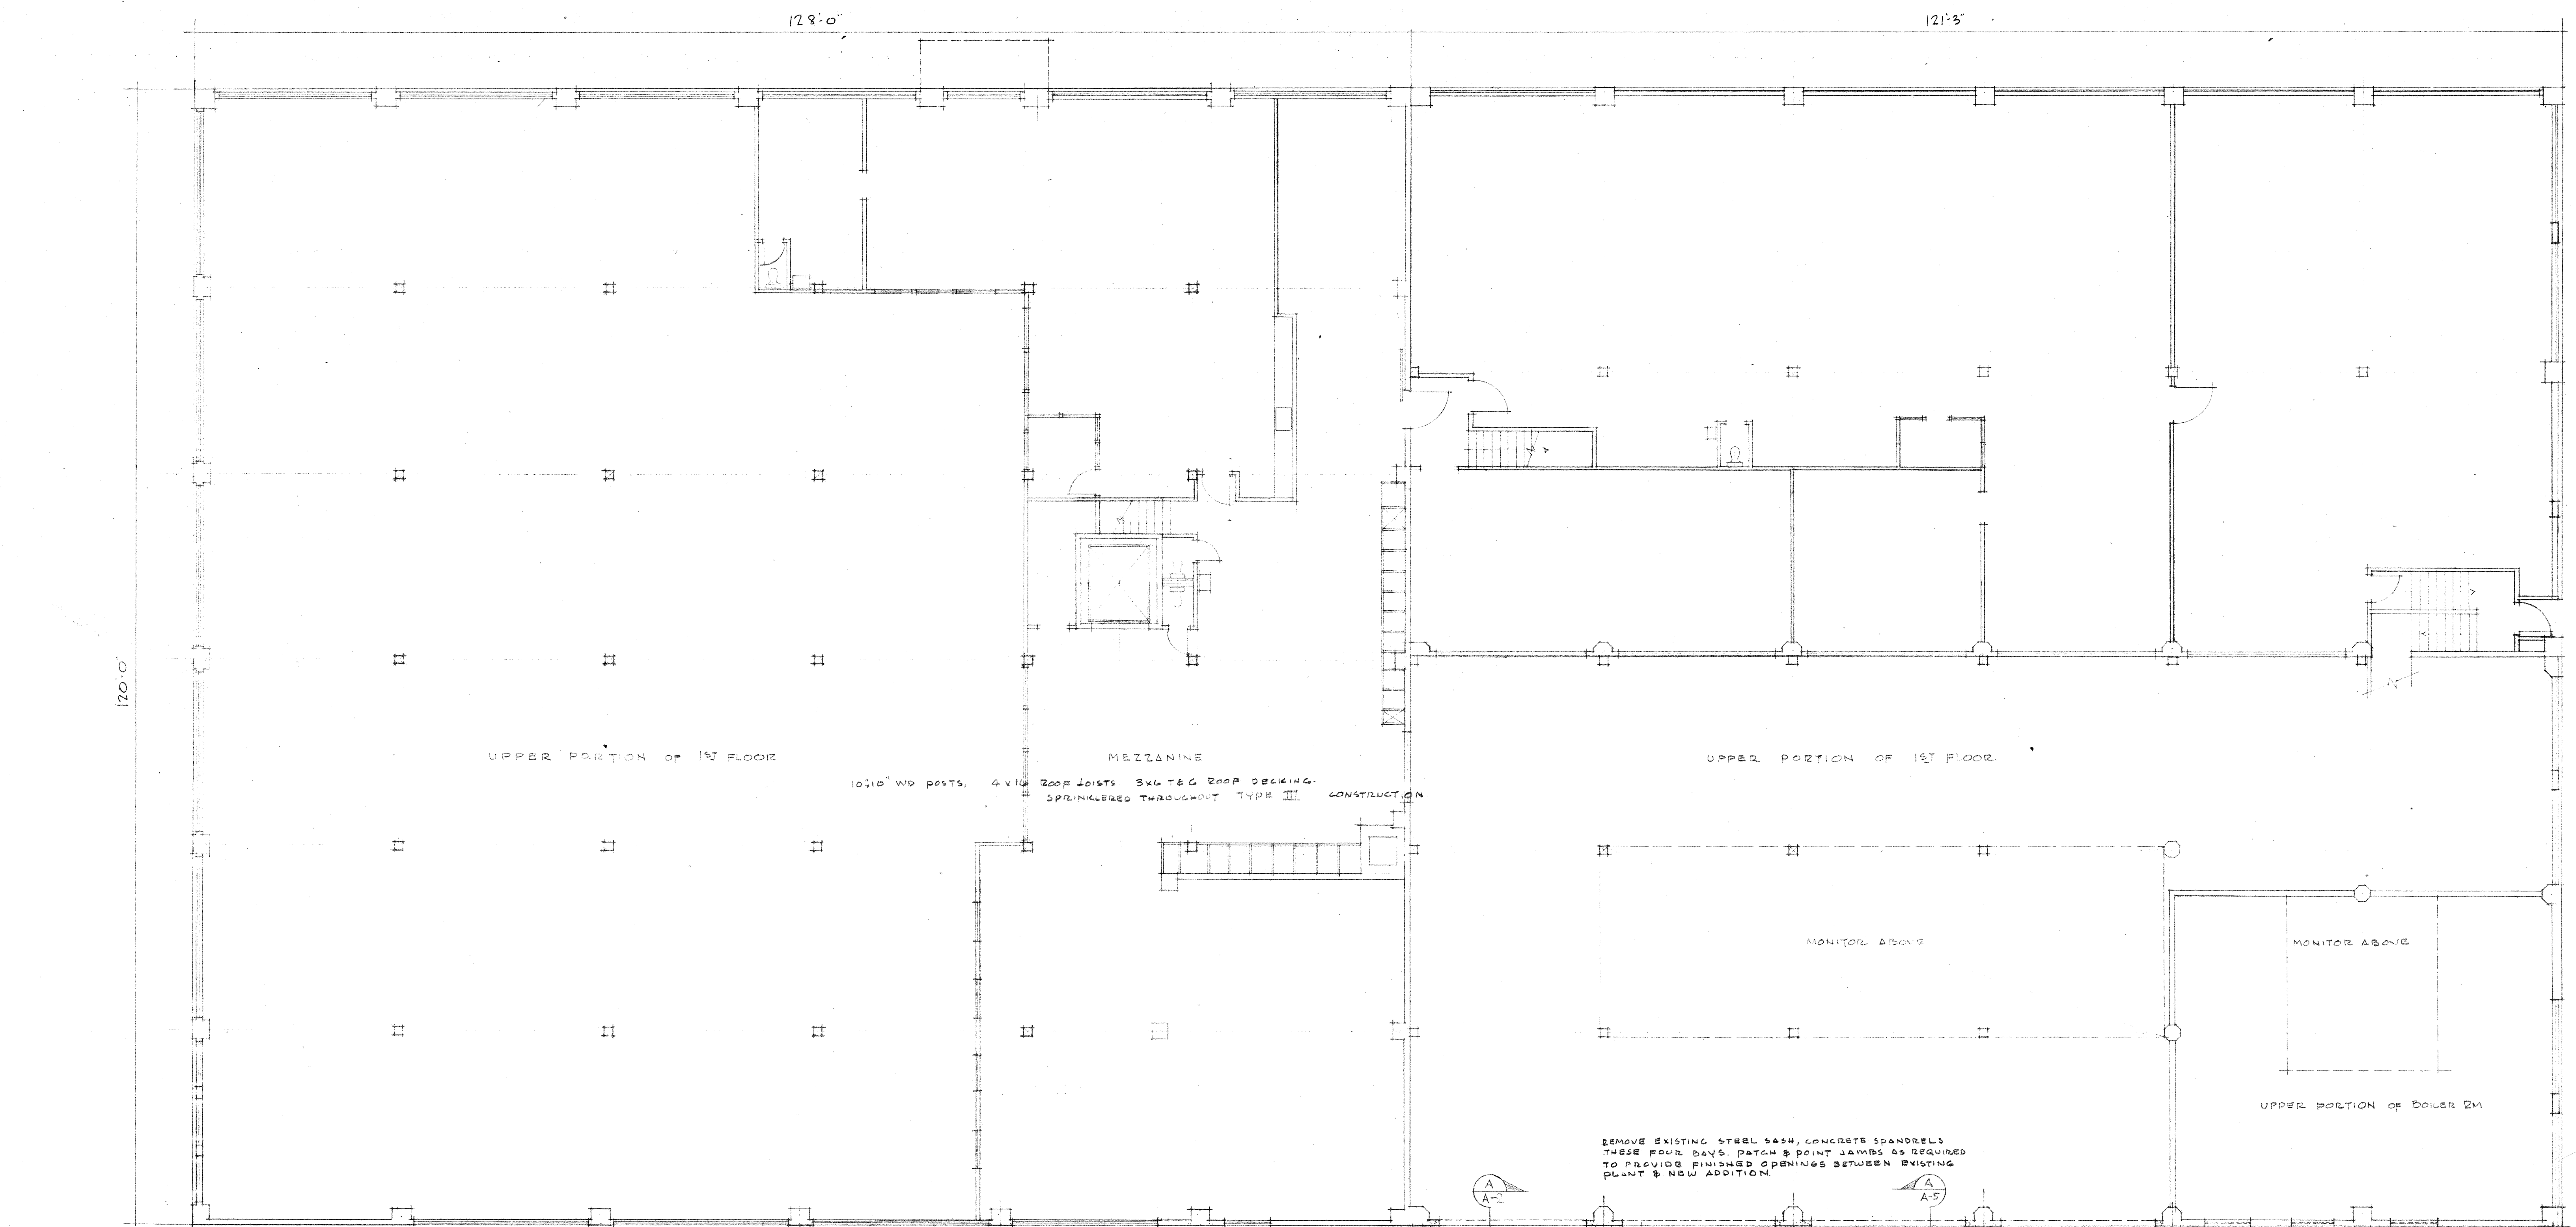 128'-0"
121'-3"
120'-0"
UPPER PORTION OF 1ST FLOOR
MEZZANINE
UPPER PORTION OF 1ST FLOOR
10"x10" WD POSTS, 4 x 16 ROOF JOISTS 3x6 T&G ROOF DECKING.
SPRINKLERED THROUGHOUT TYPE III CONSTRUCTION
MONITOR ABOVE
MONITOR ABOVE
UPPER PORTION OF BOILER RM
REMOVE EXISTING STEEL SASH, CONCRETE SPANDRELS
THESE FOUR BAYS. PATCH & POINT JAMBS AS REQUIRED
TO PROVIDE FINISHED OPENINGS BETWEEN EXISTING
PLANT & NEW ADDITION.
A
A-2
A
A-5